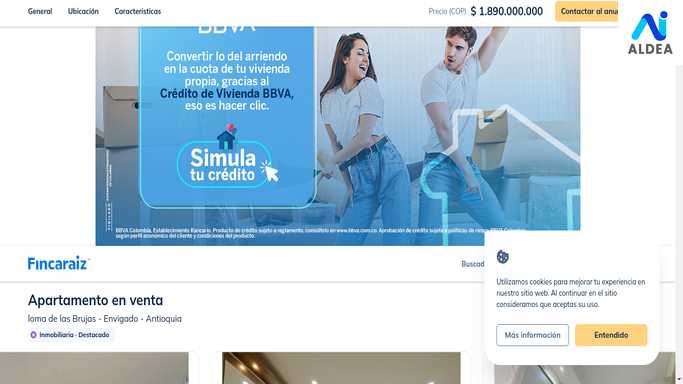 General Ubicación Características Precio (COP) $ 1.890.000.000 Contactar al anu
ALDEA
BBVA
Convertir lo del arriendo
en la cuota de tu vivienda
propia, gracias al
Crédito de Vivienda BBVA,
eso es hacer clic.
Simula
tu crédito
BBVA Colombia, Establecimiento Bancario. Producto de crédito sujeto a reglamento, consúltelo en www.bbva.com.co. Aprobación de crédito sujeta a políticas de riesgo BBVA Colombia,
según perfil económico del cliente y condiciones del producto.
Fincaraiz
Buscad
Apartamento en venta
loma de las Brujas - Envigado - Antioquia
Inmobiliaria - Destacado
Utilizamos cookies para mejorar tu experiencia en
nuestro sitio web. Al continuar en el sitio
consideramos que aceptas su uso.
Más información Entendido